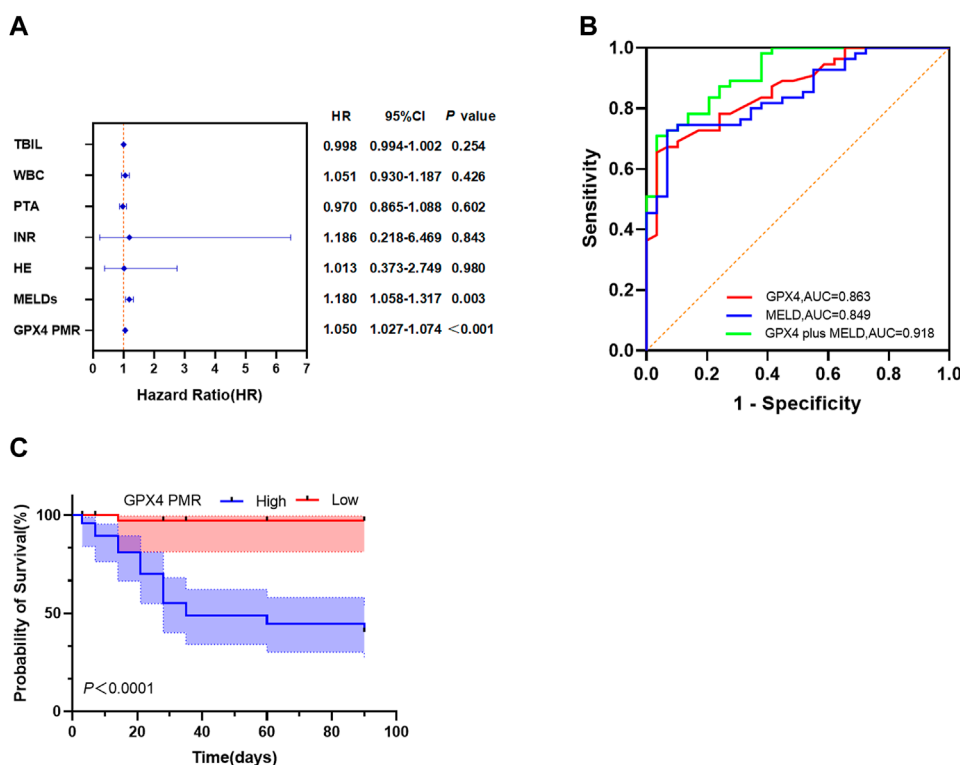 A
HR 95%CI P value
TBIL 0.998 0.994-1.002 0.254
WBC 1.051 0.930-1.187 0.426
PTA 0.970 0.865-1.088 0.602
INR 1.186 0.218-6.469 0.843
HE 1.013 0.373-2.749 0.980
MELDs 1.180 1.058-1.317 0.003
GPX4 PMR 1.050 1.027-1.074 <0.001
0 1 2 3 4 5 6 7
Hazard Ratio(HR)
B
1.0
0.8
0.6
0.4
0.2
0.0
Sensitivity
GPX4,AUC=0.863
MELD,AUC=0.849
GPX4 plus MELD,AUC=0.918
0.0 0.2 0.4 0.6 0.8 1.0
1 - Specificity
C
GPX4 PMR High Low
100
50
0
Probability of Survival(%)
P<0.0001
0 20 40 60 80 100
Time(days)